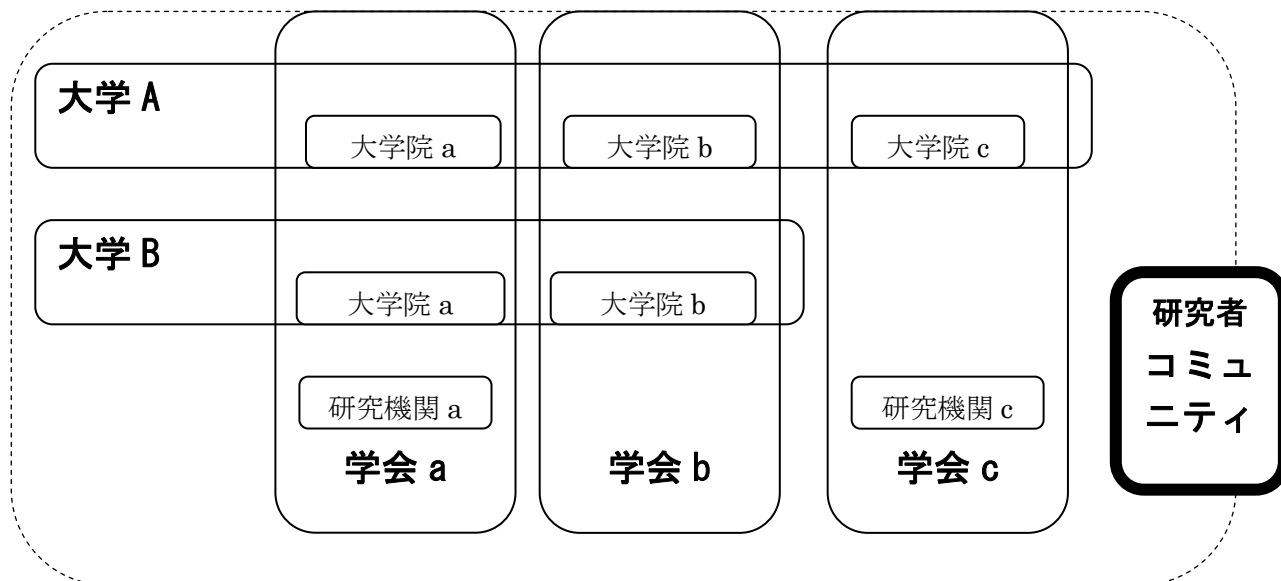 大学 A
大学院 a
大学院 b
大学院 c
大学 B
大学院 a
大学院 b
研究者
コミュ
ニティ
研究機関 a
研究機関 c
学会 a
学会 b
学会 c